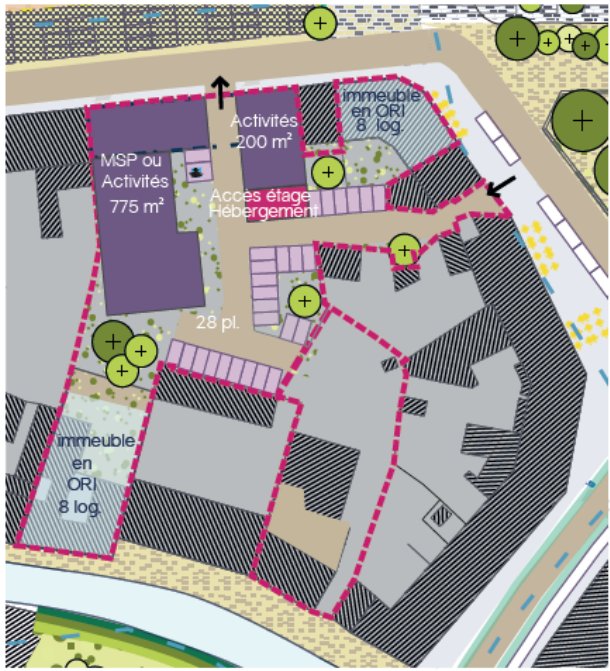 immeuble
en ORI
8 log.
Activités
200 m²
MSP ou
Activités
775 m²
Accès étage
Hébergement
28 pl.
immeuble
en
ORI
8 log.